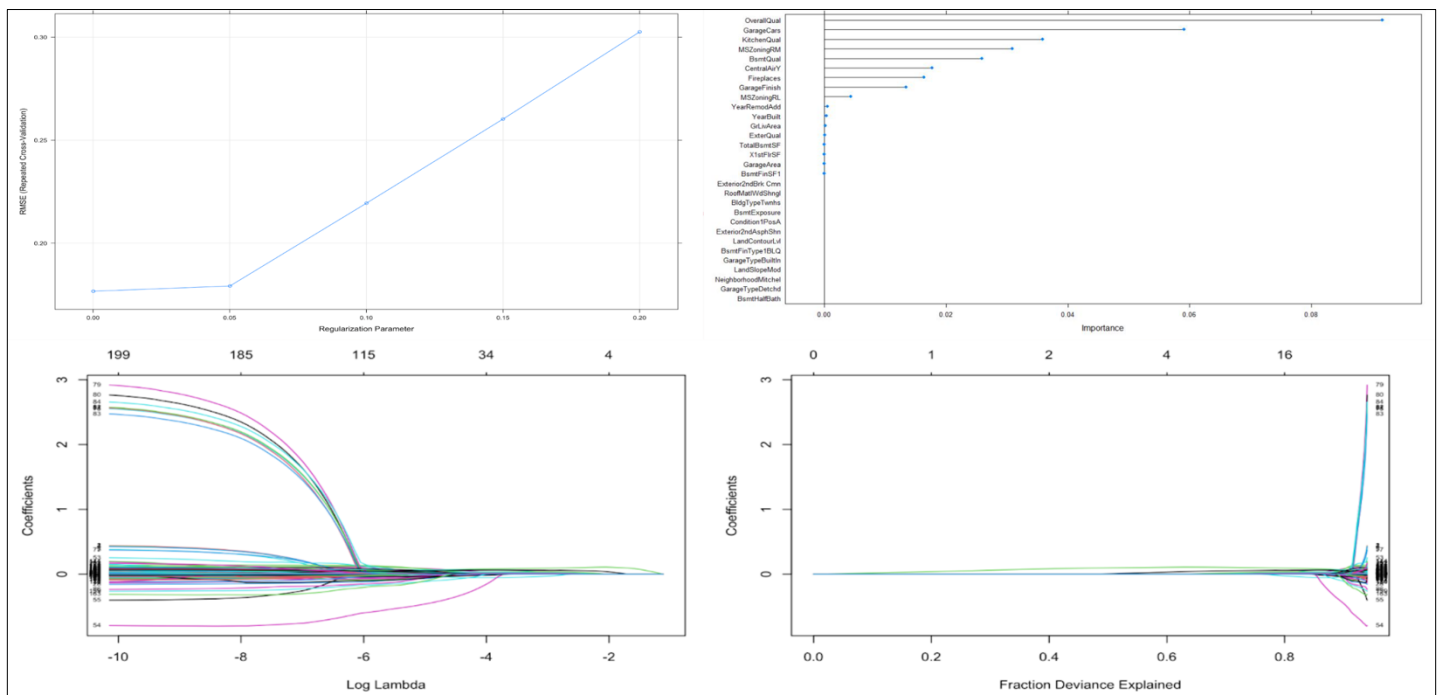 0.30
0.25
0.20
RMSE (Repeated Cross-Validation)
0.00 0.05 0.10 0.15 0.20
Regularization Parameter
OverallQual
GarageCars
KitchenQual
MSZoningRM
BsmtQual
CentralAirY
Fireplaces
GarageFinish
MSZoningRL
YearRemodAdd
YearBuilt
GrLivArea
ExterQual
TotalBsmtSF
X1stFlrSF
GarageArea
BsmtFinSF1
Exterior2ndBrk Cmn
RoofMatlWdShngl
BldgTypeTwnhs
BsmtExposure
Condition1PosA
Exterior2ndAsphShn
LandContourLvl
BsmtFinType1BLQ
GarageTypeBuiltIn
LandSlopeMod
NeighborhoodMitchel
GarageTypeDetchd
BsmtHalfBath
0.00 0.02 0.04 0.06 0.08
Importance
199 185 115 34 4
3
2
1
0
Coefficients
79
80
84
83
53
55
54
-10 -8 -6 -4 -2
Log Lambda
0 1 2 4 16
3
2
1
0
Coefficients
79
80
84
83
53
55
54
0.0 0.2 0.4 0.6 0.8
Fraction Deviance Explained